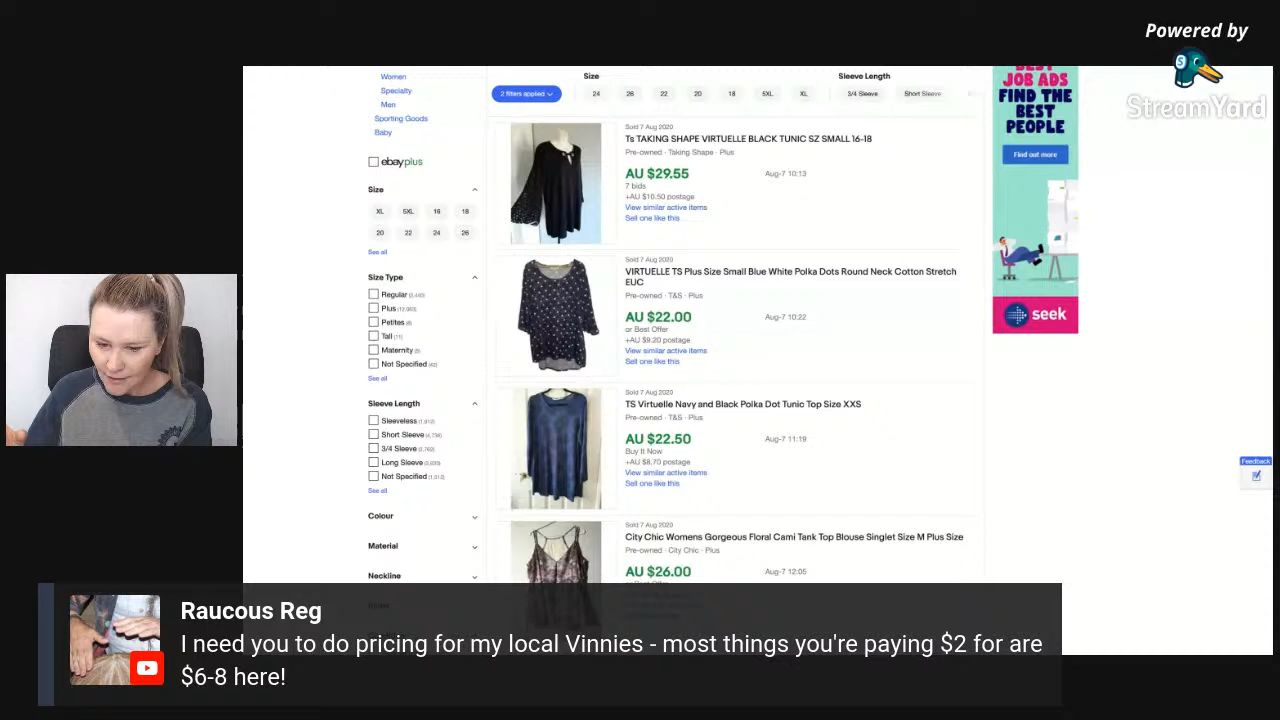 Powered by
StreamYard
Women
Specialty
Men
Sporting Goods
Baby
ebayplus
Size
XL
5XL
16
18
20
22
24
26
See all
Size Type
Regular (3,440)
Plus
Petites
Tall (11)
Maternity
Not Specified (42)
See all
Sleeve Length
Sleeveless
Short Sleeve
3/4 Sleeve
Long Sleeve
Not Specified
See all
Colour
Material
Neckline
Size
Sleeve Length
2 filters applied
24
26
22
20
18
5XL
XL
3/4 Sleeve
Short Sleeve
Sold 7 Aug 2020
Ts TAKING SHAPE VIRTUELLE BLACK TUNIC SZ SMALL 16-18
Pre-owned · Taking Shape · Plus
AU $29.55
Aug-7 10:13
7 bids
+AU $10.50 postage
View similar active items
Sell one like this
Sold 7 Aug 2020
VIRTUELLE TS Plus Size Small Blue White Polka Dots Round Neck Cotton Stretch
EUC
Pre-owned · T&S · Plus
AU $22.00
Aug-7 10:22
or Best Offer
+AU $9.20 postage
View similar active items
Sell one like this
Sold 7 Aug 2020
TS Virtuelle Navy and Black Polka Dot Tunic Top Size XXS
Pre-owned · T&S · Plus
AU $22.50
Aug-7 11:19
Buy It Now
+AU $8.70 postage
View similar active items
Sell one like this
Sold 7 Aug 2020
City Chic Womens Gorgeous Floral Cami Tank Top Blouse Singlet Size M Plus Size
Pre-owned · City Chic · Plus
AU $26.00
Aug-7 12:05
BEST
JOB ADS
FIND THE
BEST
PEOPLE
Find out more
seek
Feedback
Raucous Reg
I need you to do pricing for my local Vinnies - most things you're paying $2 for are
$6-8 here!